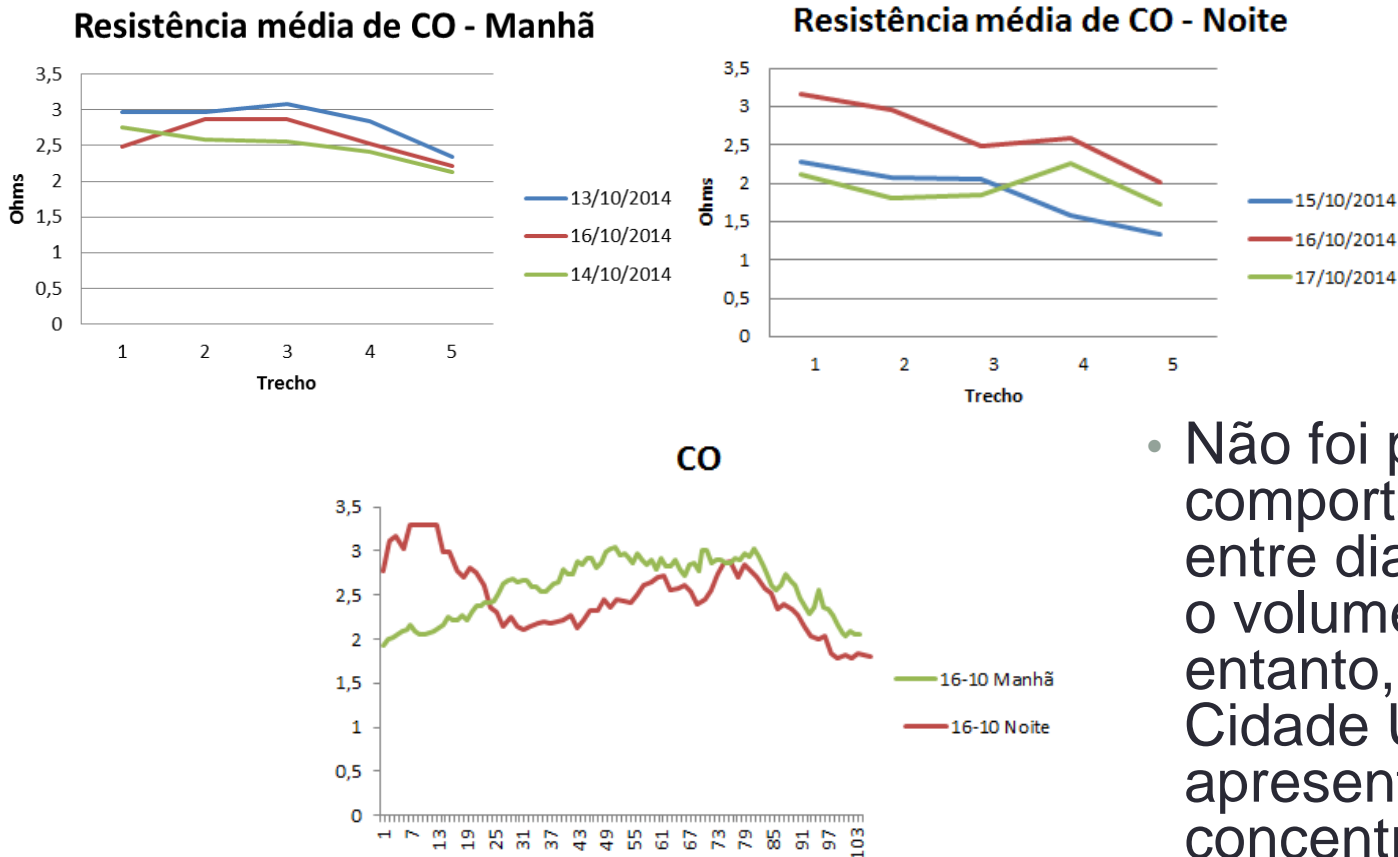 Resistência média de CO - Manhã
3,5
3
2,5
2
1,5
1
0,5
0
Ohms
1 2 3 4 5
Trecho
13/10/2014
16/10/2014
14/10/2014
Resistência média de CO - Noite
3,5
3
2,5
2
1,5
1
0,5
0
Ohms
1 2 3 4 5
Trecho
15/10/2014
16/10/2014
17/10/2014
CO
3,5
3
2,5
2
1,5
1
0,5
0
1 7 13 19 25 31 37 43 49 55 61 67 73 79 85 91 97 103
16-10 Manhã
16-10 Noite
• Não foi
comport
entre dia
o volume
entanto,
Cidade
apresent
concentr